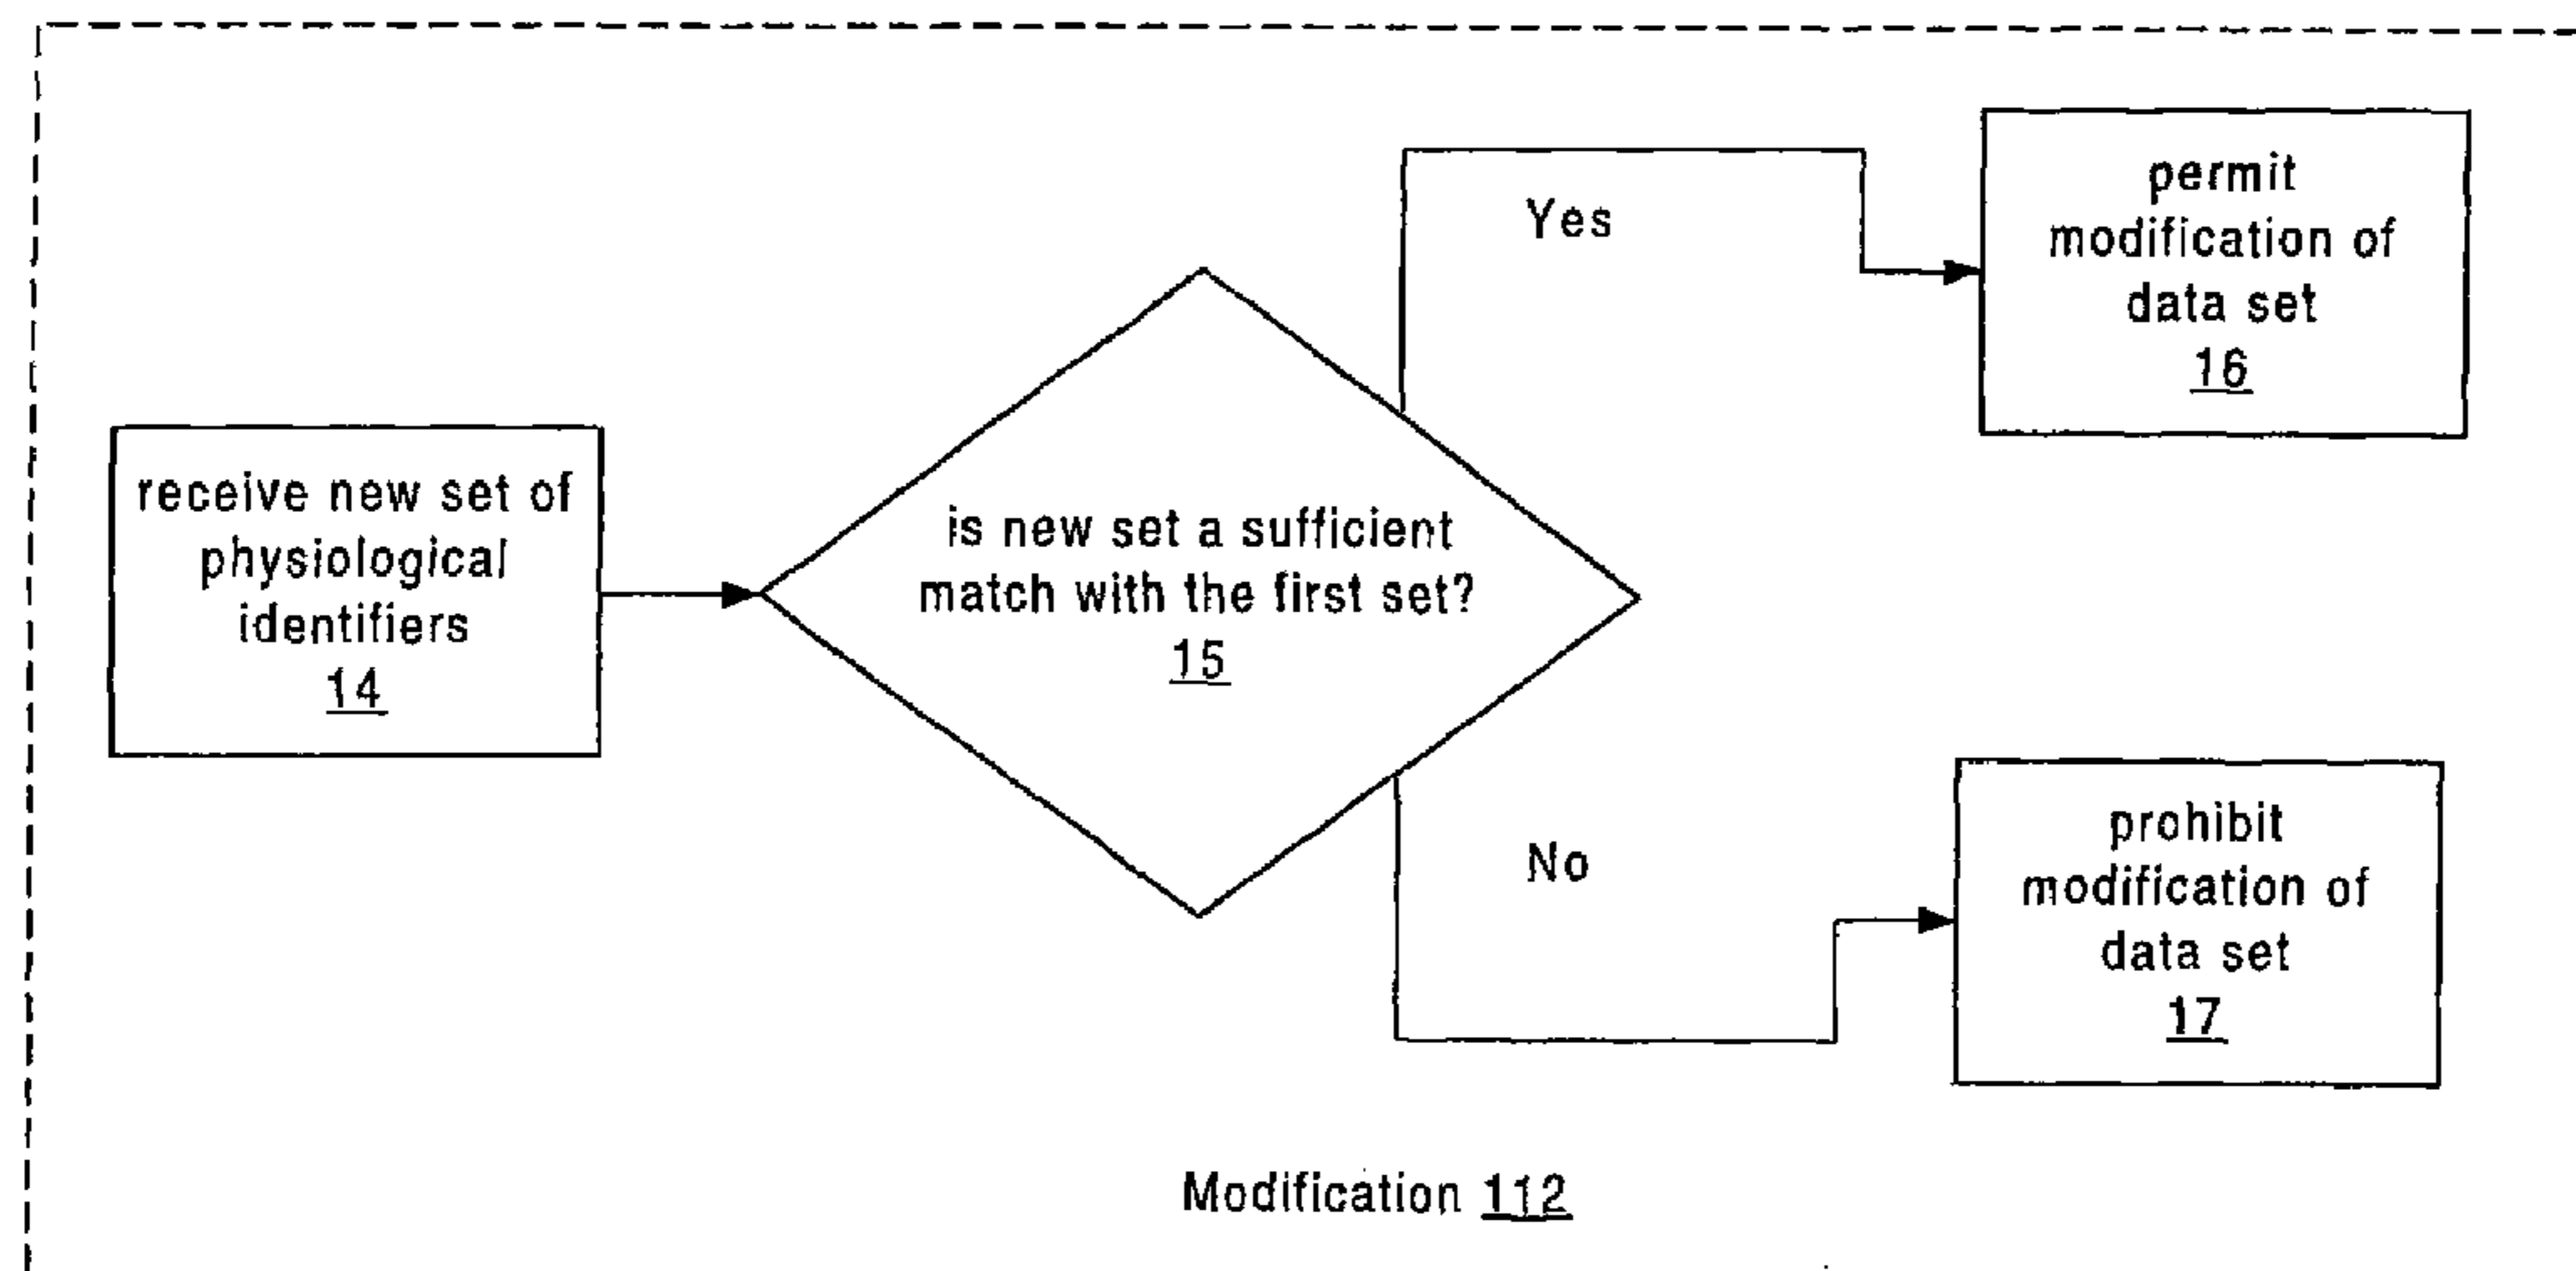 receive new set of
physiological
identifiers
14
is new set a sufficient
match with the first set?
15
Yes
permit
modification of
data set
16
No
prohibit
modification of
data set
17
Modification 112